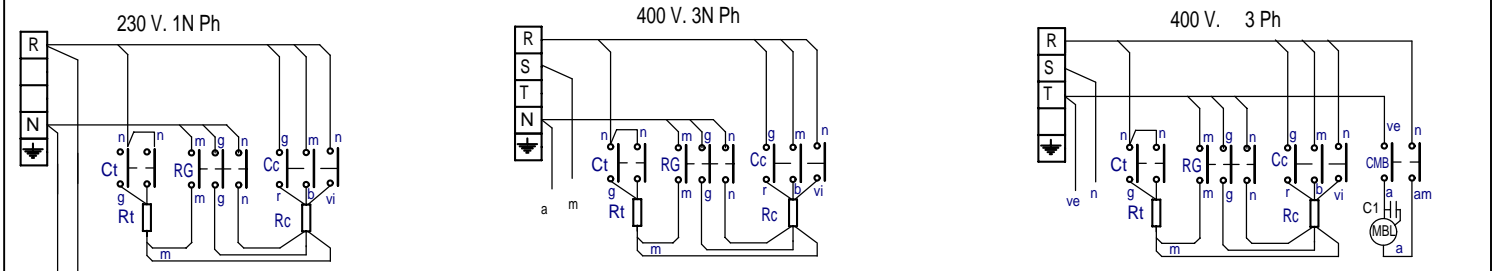 230 V. 1N Ph
R
N
n n m g n g m n
Ct RG Cc
g m g n r b vi
Rt Rc
m
400 V. 3N Ph
R
S
T
N
n n m g n g m n
Ct RG Cc
g m g n r b vi
a m Rt Rc
m
400 V. 3 Ph
R
S
T
ve n
n n m g n g m n
Ct RG Cc CMB
g m g n r b vi a am
ve n Rt Rc C1
MBL
m a